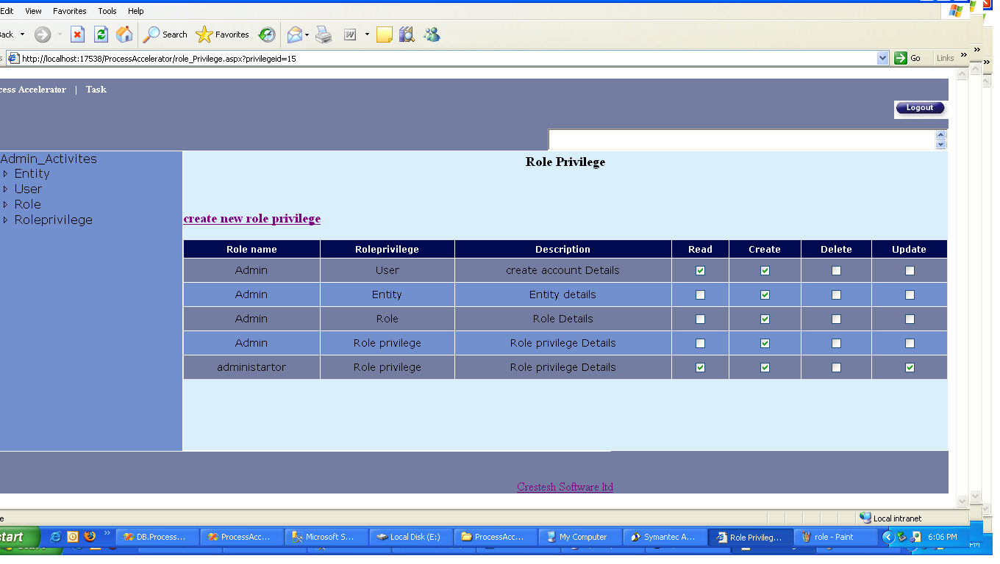 Edit View Favorites Tools Help
Back Search Favorites
http://localhost:17538/ProcessAccelerator/role_Privilege.aspx?privilegeid=15 Go Links »
cess Accelerator | Task
Logout
Admin_Activites
Entity
User
Role
Roleprivilege
Role Privilege
create new role privilege
Role name Roleprivilege Description Read Create Delete Update
Admin User create account Details
Admin Entity Entity details
Admin Role Role Details
Admin Role privilege Role privilege Details
administartor Role privilege Role privilege Details
Crestesh Software ltd
Local intranet
start » DB.Process... ProcessAcc... Microsoft S... Local Disk (E:) ProcessAcc... My Computer Symantec A... Role Privileg... role - Paint 6:06 PM
PM